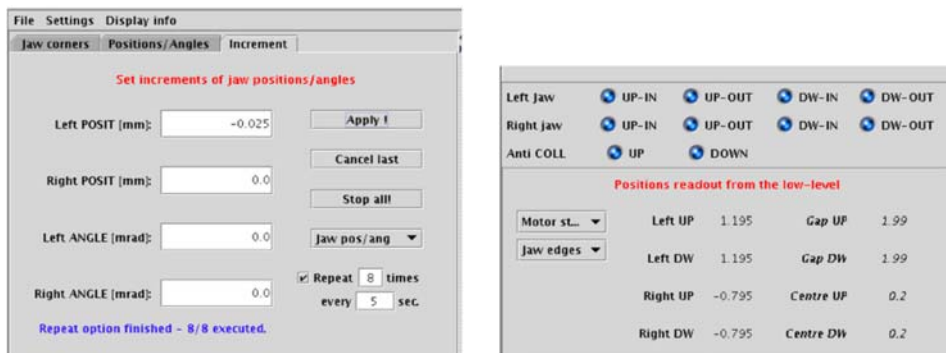 File Settings Display info
Jaw corners Positions/Angles Increment
Set increments of jaw positions/angles
Left POSIT [mm]: -0.025 Apply !
Cancel last
Right POSIT [mm]: 0.0
Stop all!
Left ANGLE [mrad]: 0.0 Jaw pos/ang
Repeat 8 times
Right ANGLE [mrad]: 0.0 every 5 sec.
Repeat option finished - 8/8 executed.
Left Jaw UP-IN UP-OUT DW-IN DW-OUT
Right jaw UP-IN UP-OUT DW-IN DW-OUT
Anti COLL UP DOWN
Positions readout from the low-level
Motor st... Left UP 1.195 Gap UP 1.99
Jaw edges Left DW 1.195 Gap DW 1.99
Right UP -0.795 Centre UP 0.2
Right DW -0.795 Centre DW 0.2